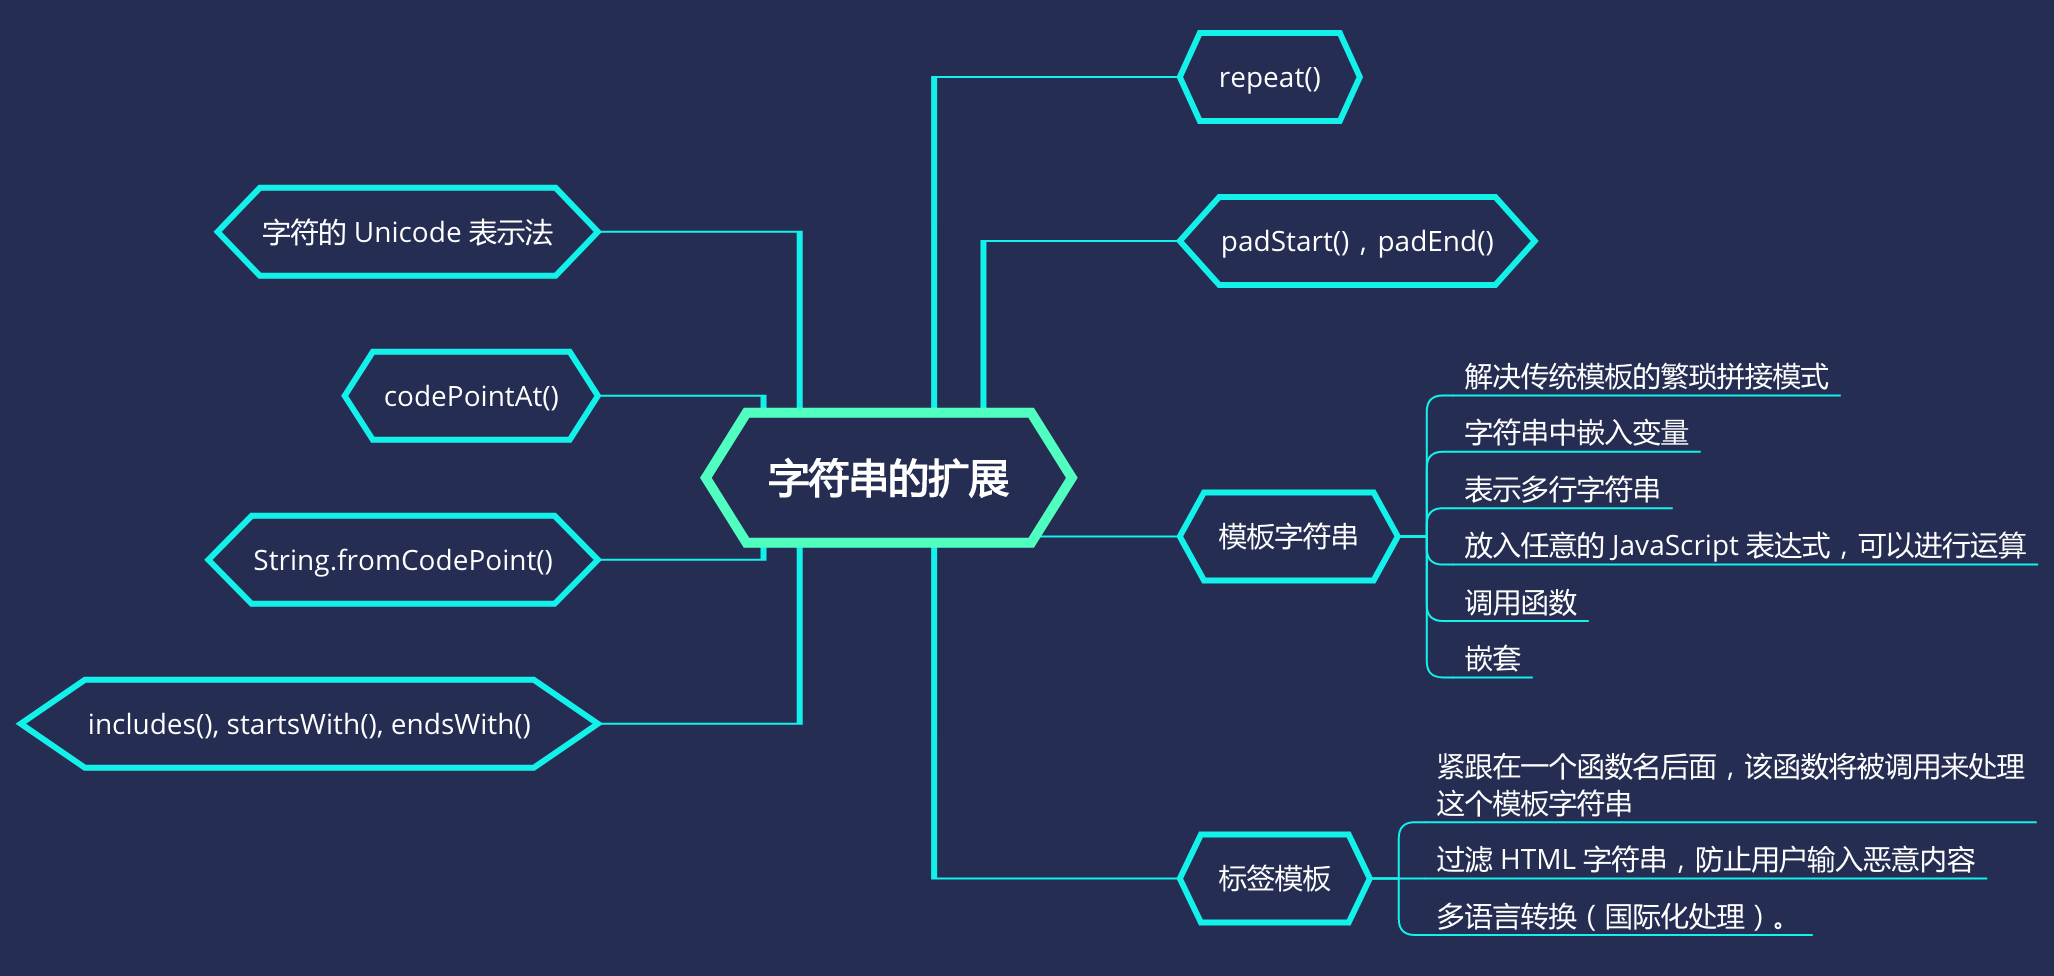 repeat()
字符的 Unicode 表示法
padStart()，padEnd()
codePointAt()
字符串的扩展
String.fromCodePoint()
includes(), startsWith(), endsWith()
模板字符串
解决传统模板的繁琐拼接模式
字符串中嵌入变量
表示多行字符串
放入任意的 JavaScript 表达式，可以进行运算
调用函数
嵌套
标签模板
紧跟在一个函数名后面，该函数将被调用来处理
这个模板字符串
过滤 HTML 字符串，防止用户输入恶意内容
多语言转换（国际化处理）。